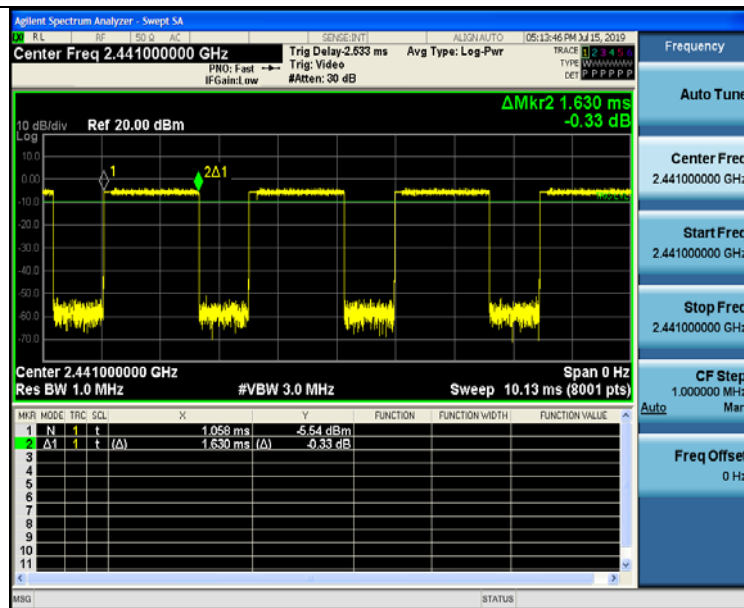 Agilent Spectrum Analyzer - Swept SA
LXI RL RF 50 Ω AC SENSE:INT ALIGN AUTO 05:13:46 PM Jul 15, 2019
Center Freq 2.441000000 GHz
PNO: Fast
IFGain:Low
Trig Delay-2.533 ms
Trig: Video
#Atten: 30 dB
Avg Type: Log-Pwr
TRACE 1 2 3 4 5 6
TYPE WWWWWW
DET P P P P P P
ΔMkr2 1.630 ms
-0.33 dB
10 dB/div Ref 20.00 dBm
Log
10.0
0.00
-10.0
-20.0
-30.0
-40.0
-50.0
-60.0
-70.0
1
2Δ1
Center 2.441000000 GHz Span 0 Hz
Res BW 1.0 MHz #VBW 3.0 MHz Sweep 10.13 ms (8001 pts)
MKR MODE TRC SCL X Y FUNCTION FUNCTION WIDTH FUNCTION VALUE
1 N 1 t 1.058 ms -5.54 dBm
2 Δ1 1 t (Δ) 1.630 ms (Δ) -0.33 dB
3
4
5
6
7
8
9
10
11
MSG STATUS
Frequency
Auto Tune
Center Freq
2.441000000 GHz
Start Freq
2.441000000 GHz
Stop Freq
2.441000000 GHz
CF Step
1.000000 MHz
Auto Man
Freq Offset
0 Hz